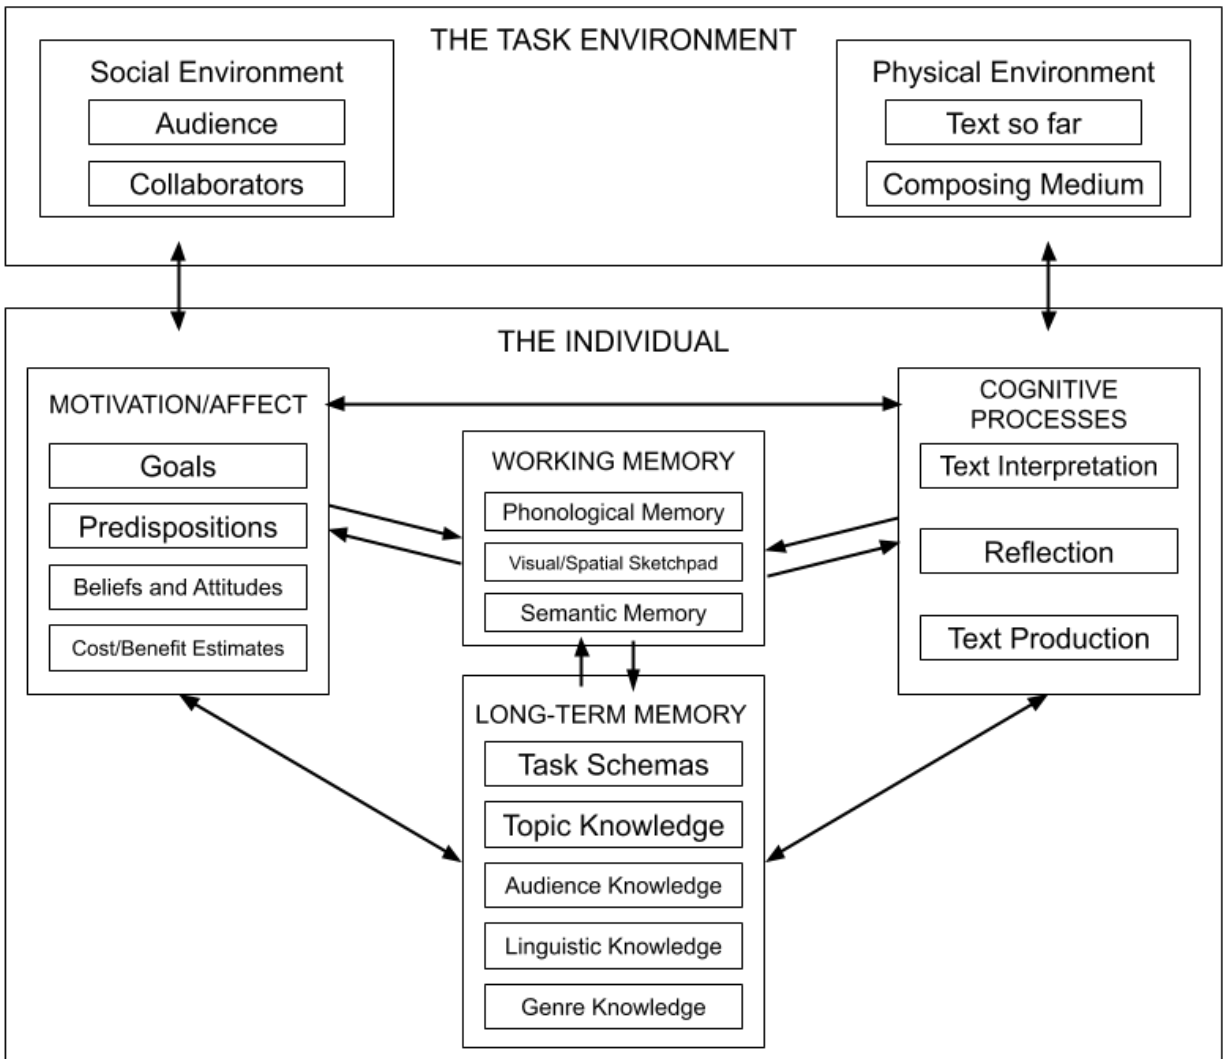 THE TASK ENVIRONMENT
Social Environment
Audience
Collaborators
Physical Environment
Text so far
Composing Medium
THE INDIVIDUAL
MOTIVATION/AFFECT
Goals
Predispositions
Beliefs and Attitudes
Cost/Benefit Estimates
WORKING MEMORY
Phonological Memory
Visual/Spatial Sketchpad
Semantic Memory
COGNITIVE
PROCESSES
Text Interpretation
Reflection
Text Production
LONG-TERM MEMORY
Task Schemas
Topic Knowledge
Audience Knowledge
Linguistic Knowledge
Genre Knowledge